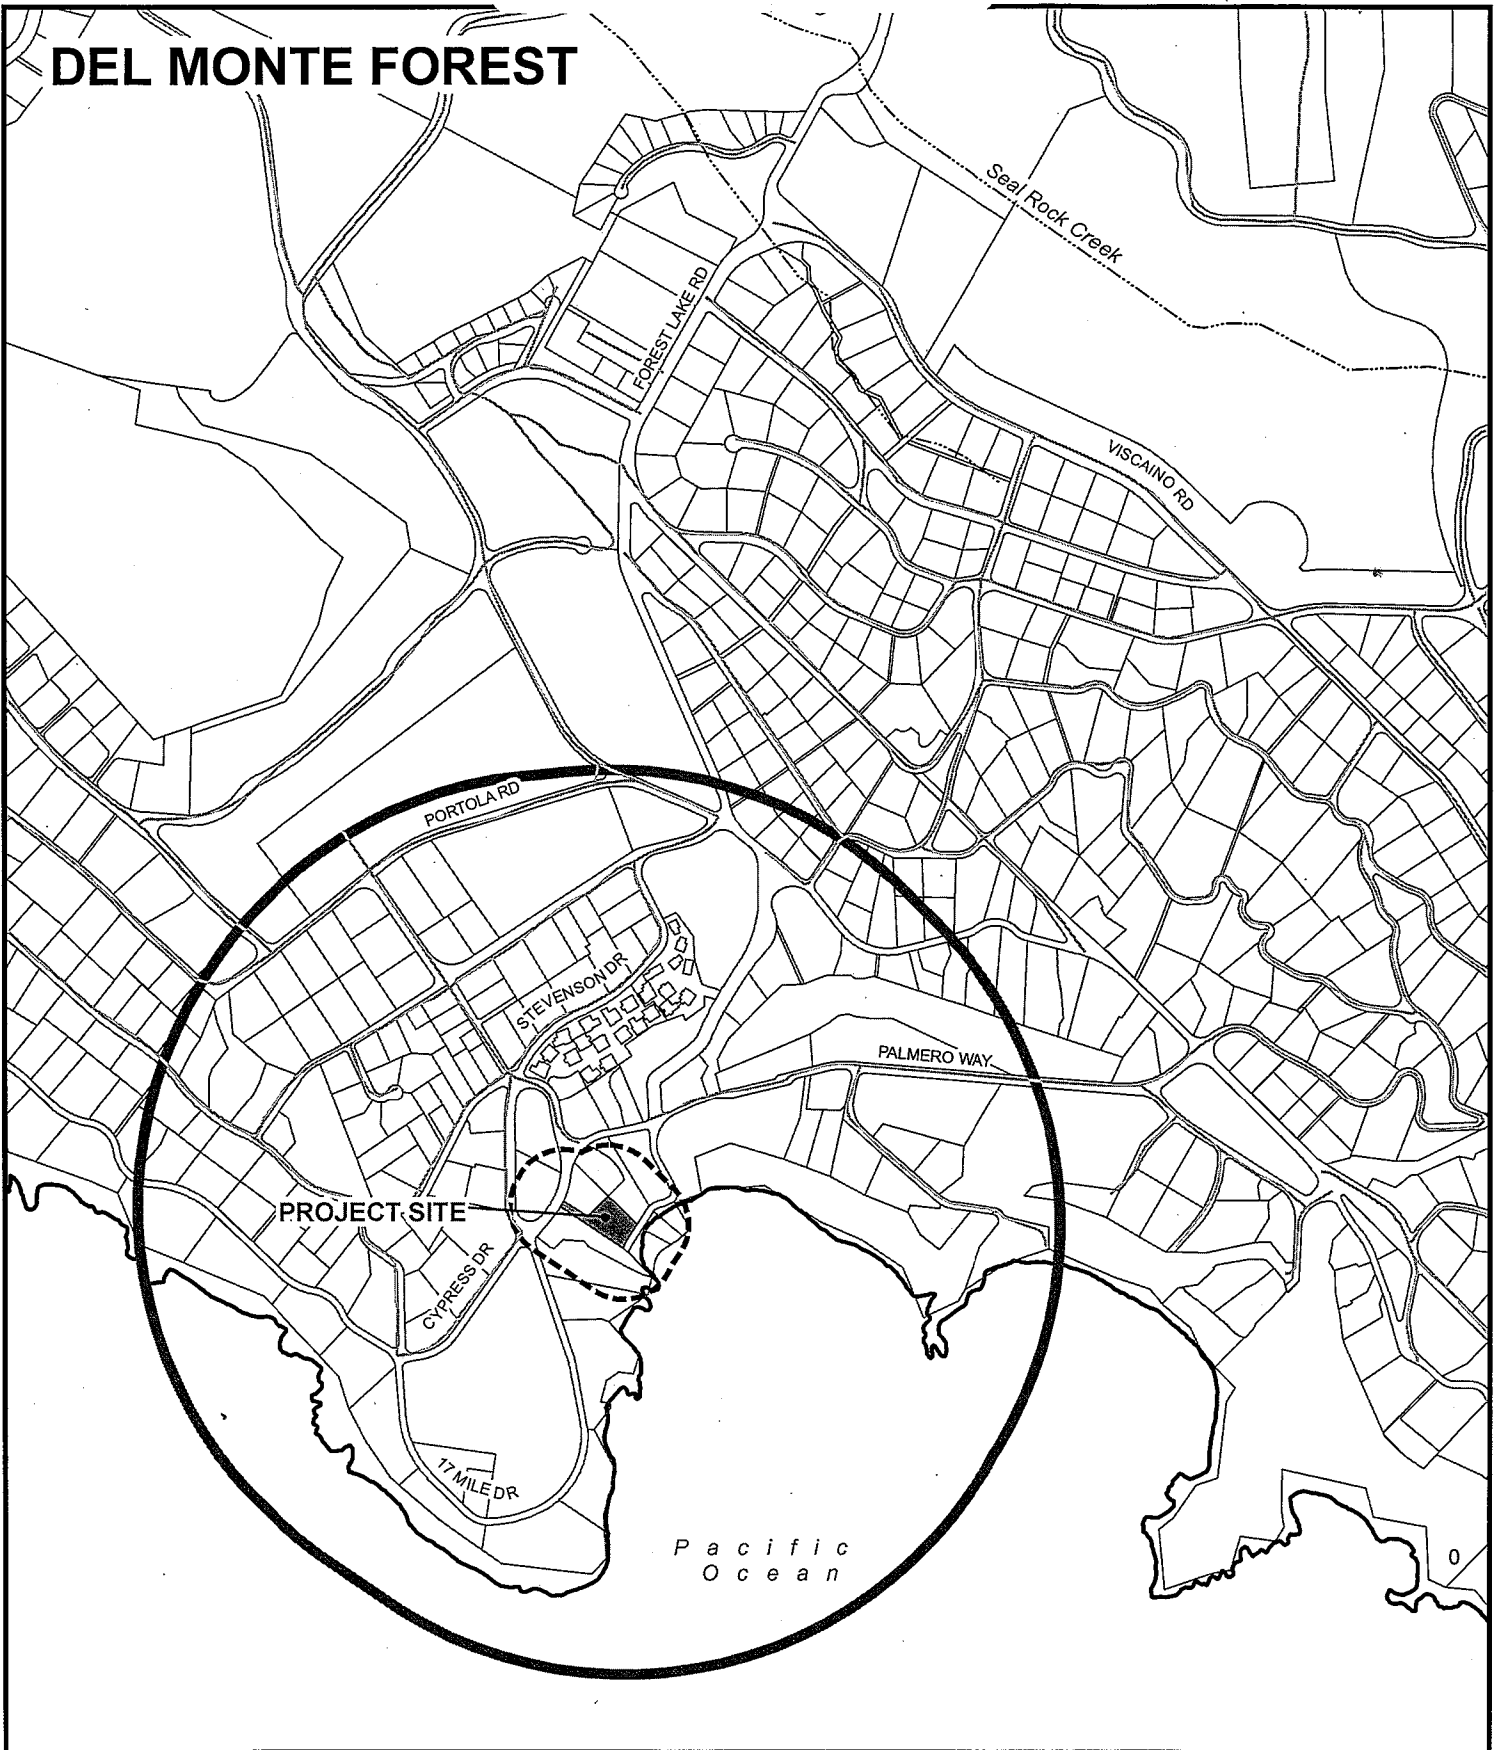 DEL MONTE FOREST
Seal Rock Creek
FOREST LAKE RD
VISCAINO RD
PORTOLA RD
STEVENSON DR
PALMERO WAY
PROJECT SITE
CYPRESS DR
17 MILE DR
Pacific
Ocean
0